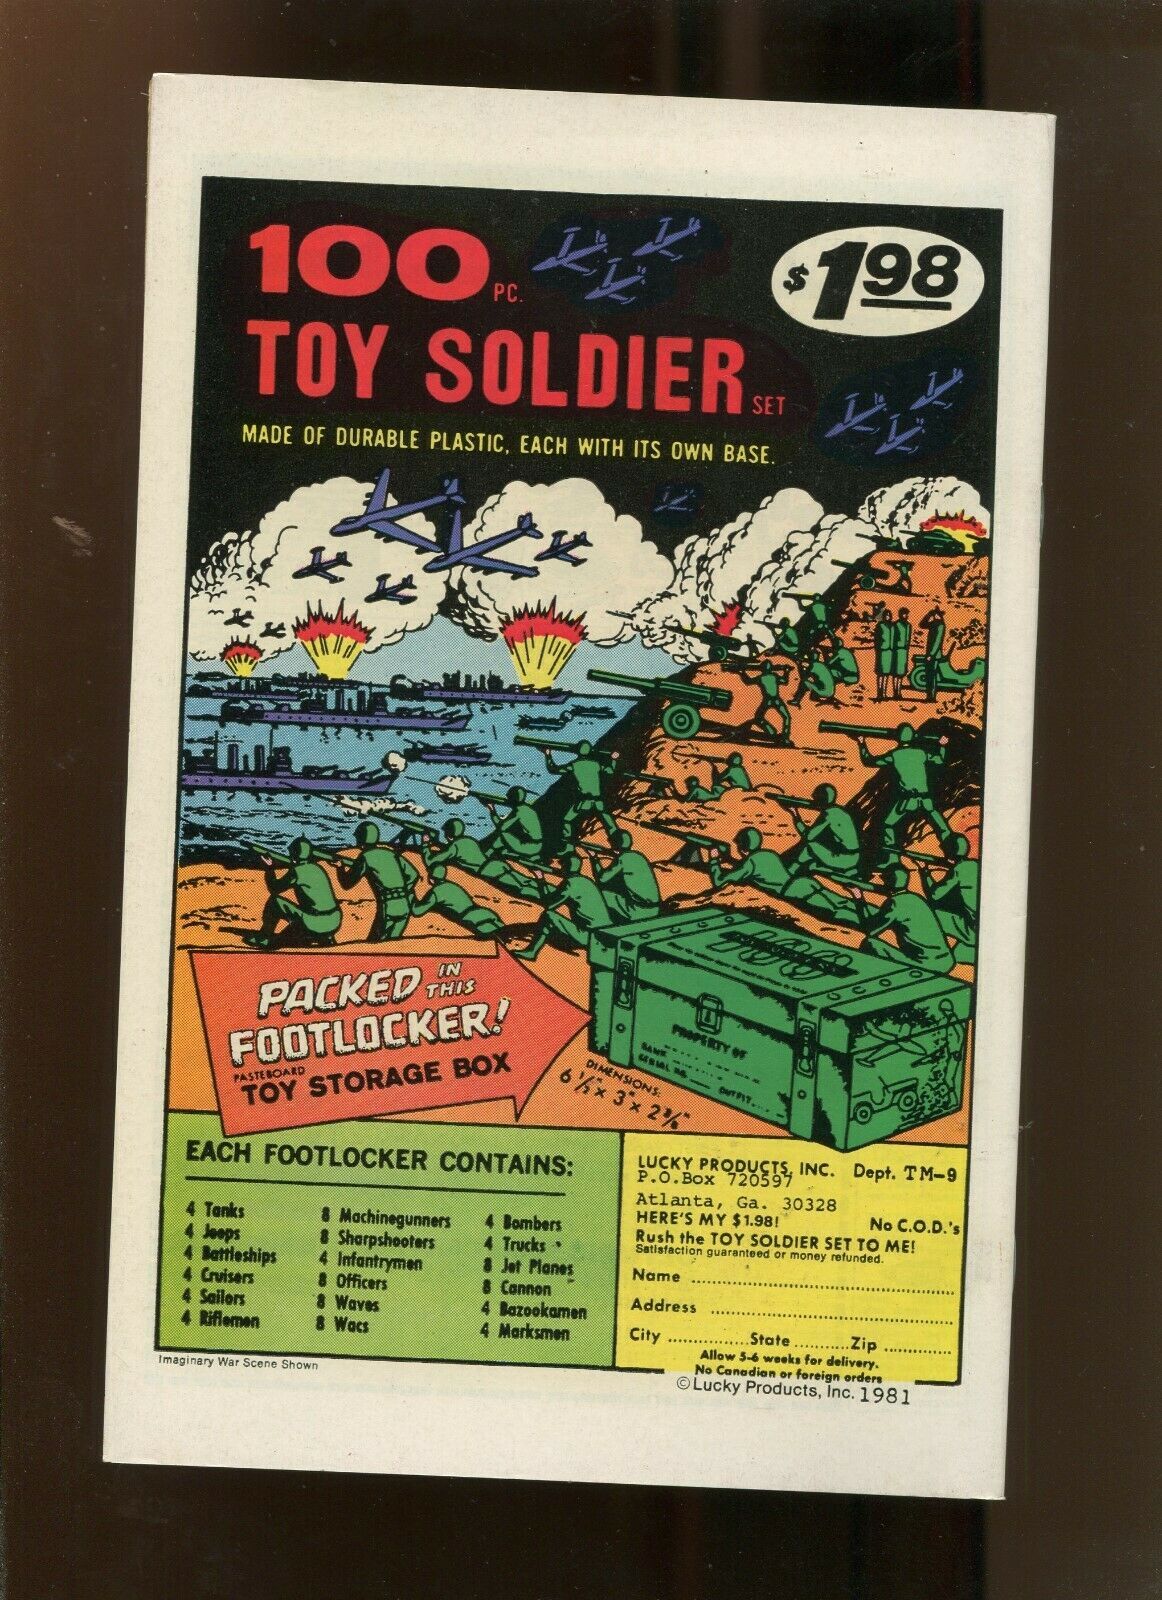 100 PC.
$1.98
TOY SOLDIER SET
MADE OF DURABLE PLASTIC, EACH WITH ITS OWN BASE.
PACKED IN THIS
FOOTLOCKER!
PASTEBOARD
TOY STORAGE BOX
DIMENSIONS:
6 1/2" x 3" x 2 3/8"
100
PROPERTY OF
NAME
SERIAL NO.
OUTFIT
EACH FOOTLOCKER CONTAINS:
4 Tanks
4 Jeeps
4 Battleships
4 Cruisers
4 Sailors
4 Riflemen
8 Machinegunners
8 Sharpshooters
4 Infantrymen
8 Officers
8 Waves
8 Wacs
4 Bombers
4 Trucks
8 Jet Planes
8 Cannon
4 Bazookamen
4 Marksmen
LUCKY PRODUCTS, INC. Dept. TM-9
P.O.Box 720597
Atlanta, Ga. 30328
HERE'S MY $1.98! No C.O.D.'s
Rush the TOY SOLDIER SET TO ME!
Satisfaction guaranteed or money refunded.
Name
Address
City State Zip
Allow 5-6 weeks for delivery.
No Canadian or foreign orders
Imaginary War Scene Shown
©Lucky Products, Inc. 1981